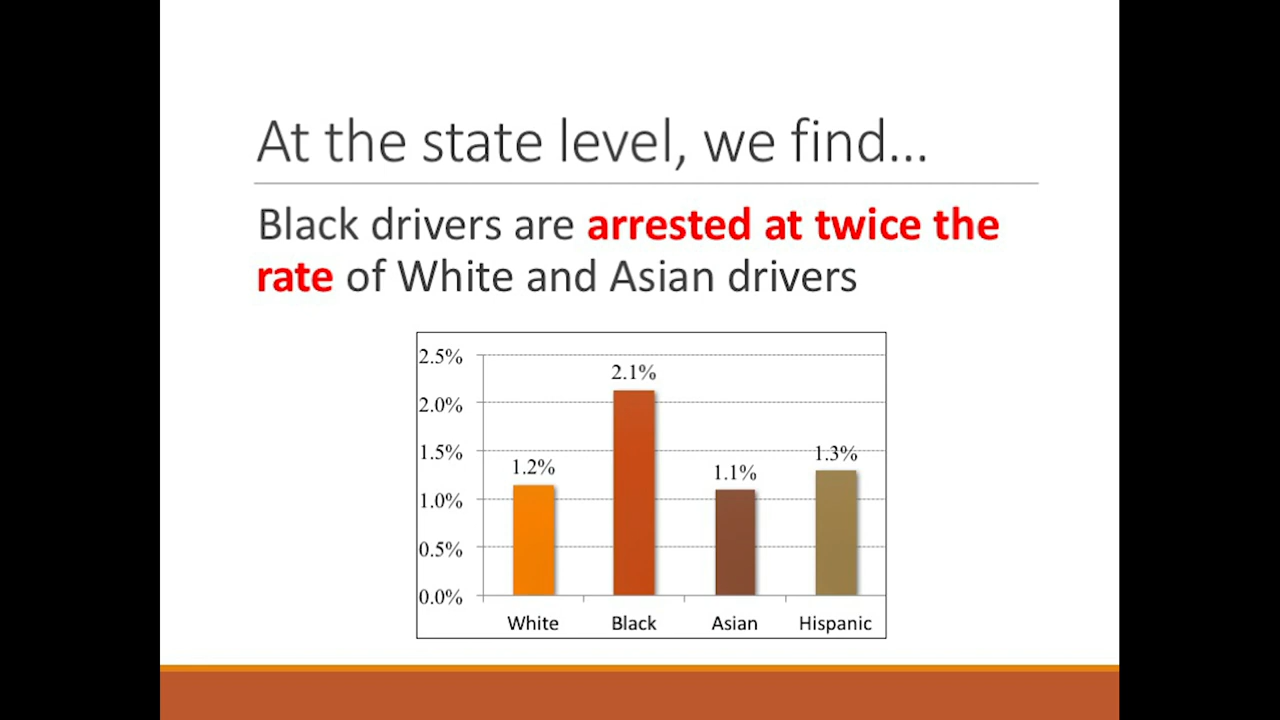 At the state level, we find...
Black drivers are arrested at twice the
rate of White and Asian drivers
2.5%
2.1%
2.0%
1.5%
1.3%
1.2%
1.1%
1.0%
0.5%
0.0%
White Black Asian Hispanic